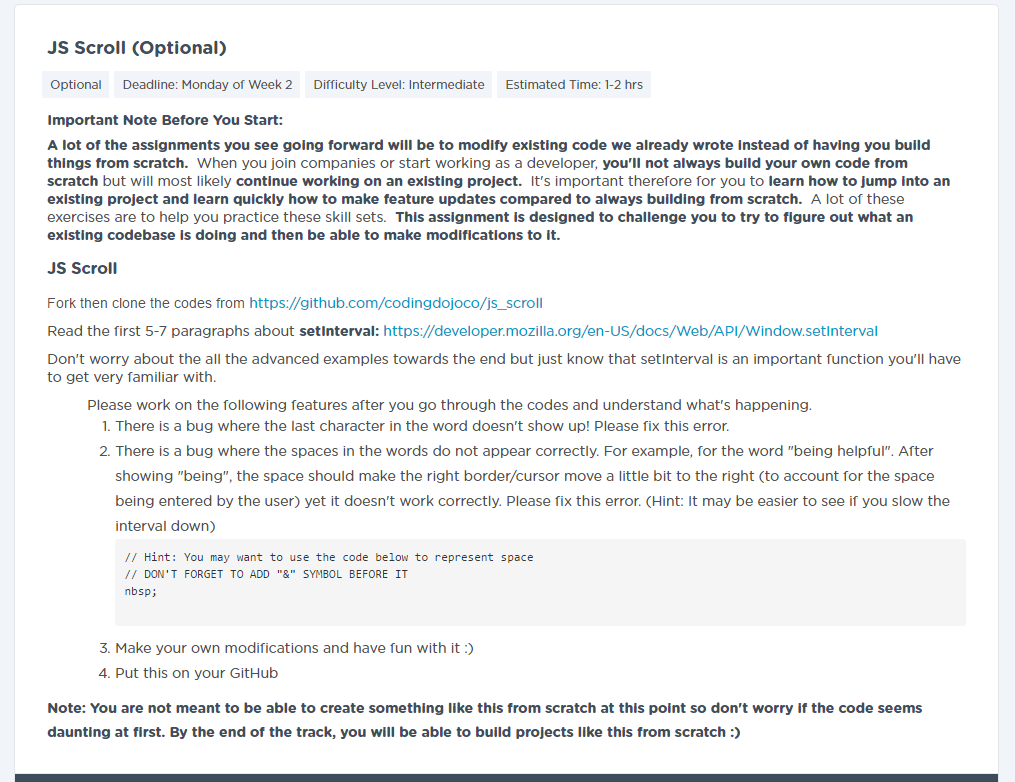 JS Scroll (Optional)
Optional Deadline: Monday of Week 2 Difficulty Level: Intermediate Estimated Time: 1-2 hrs
Important Note Before You Start:
A lot of the assignments you see going forward will be to modify existing code we already wrote instead of having you build
things from scratch. When you join companies or start working as a developer, you'll not always build your own code from
scratch but will most likely continue working on an existing project. It's important therefore for you to learn how to jump into an
existing project and learn quickly how to make feature updates compared to always building from scratch. A lot of these
exercises are to help you practice these skill sets. This assignment is designed to challenge you to try to figure out what an
existing codebase is doing and then be able to make modifications to it.
JS Scroll
Fork then clone the codes from https://github.com/codingdojoco/js_scroll
Read the first 5-7 paragraphs about setInterval: https://developer.mozilla.org/en-US/docs/Web/API/Window.setInterval
Don't worry about the all the advanced examples towards the end but just know that setInterval is an important function you'll have
to get very familiar with.
Please work on the following features after you go through the codes and understand what's happening.
1. There is a bug where the last character in the word doesn't show up! Please fix this error.
2. There is a bug where the spaces in the words do not appear correctly. For example, for the word "being helpful". After
showing "being", the space should make the right border/cursor move a little bit to the right (to account for the space
being entered by the user) yet it doesn't work correctly. Please fix this error. (Hint: It may be easier to see if you slow the
interval down)
// Hint: You may want to use the code below to represent space
// DON'T FORGET TO ADD "&" SYMBOL BEFORE IT
nbsp;
3. Make your own modifications and have fun with it :)
4. Put this on your GitHub
Note: You are not meant to be able to create something like this from scratch at this point so don't worry if the code seems
daunting at first. By the end of the track, you will be able to build projects like this from scratch :)